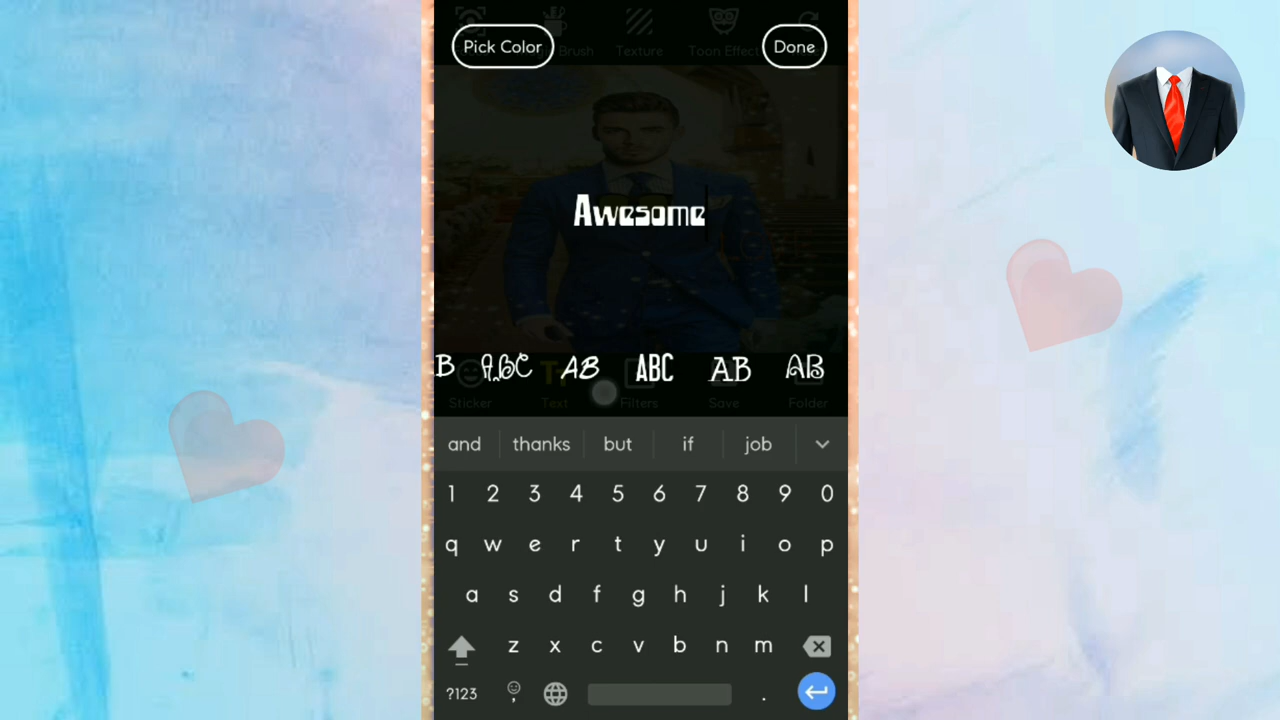 Brush Texture Toon Effect
Pick Color Done
Awesome
B ABC AB ABC AB AB
Sticker Text Filters Save Folder
and thanks but if job
1 2 3 4 5 6 7 8 9 0
q w e r t y u i o p
a s d f g h j k l
z x c v b n m
?123 , .